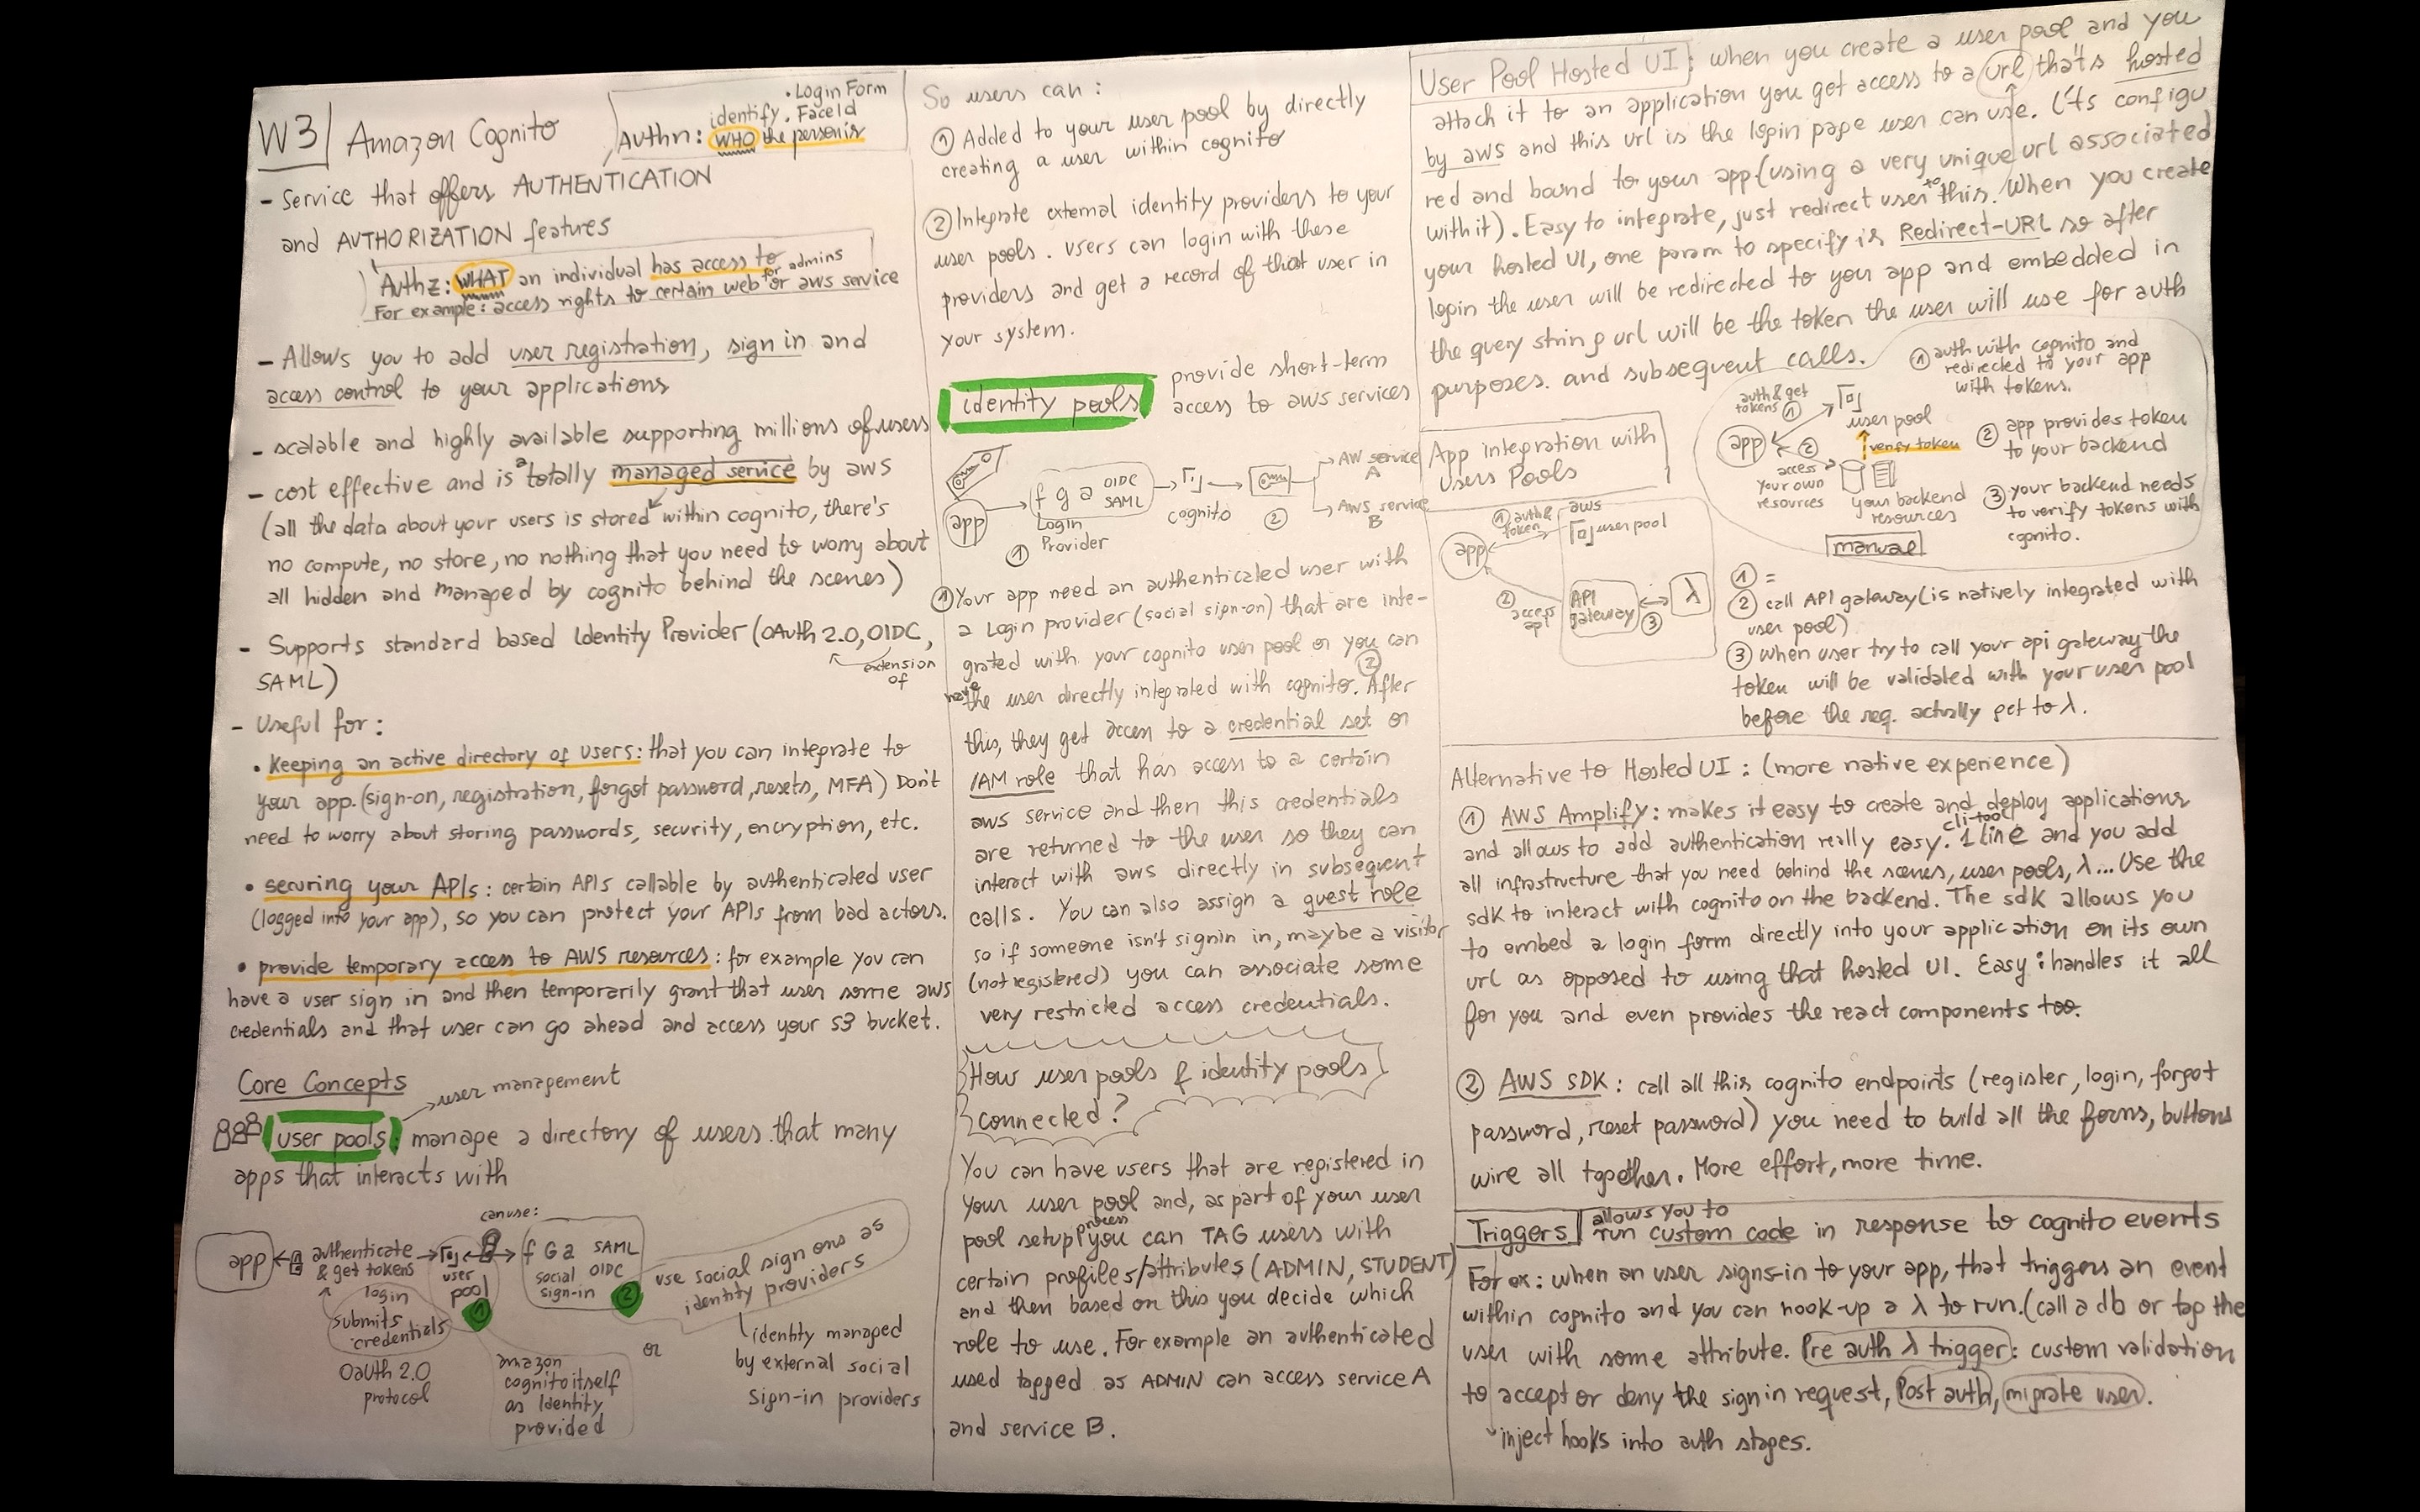 W3 Amazon Cognito
Authn: WHO the person is
identify
• Login Form
. FaceId
- Service that offers AUTHENTICATION
and AUTHORIZATION features
Authz: WHAT an individual has access to
For example: access rights to certain web for admins or aws service
- Allows you to add user registration, sign in and
access control to your applications
- scalable and highly available supporting millions of users
- cost effective and is a totally managed service by aws
(all the data about your users is stored within cognito, there's
no compute, no store, no nothing that you need to worry about
all hidden and managed by cognito behind the scenes)
- Supports standard based Identity Provider (OAuth 2.0, OIDC,
extension of
SAML)
- Useful for:
• Keeping an active directory of users: that you can integrate to
your app. (sign-on, registration, forgot password, resets, MFA) Don't
need to worry about storing passwords, security, encryption, etc.
• securing your APIs: certain APIs callable by authenticated user
(logged into your app), so you can protect your APIs from bad actors.
• provide temporary access to AWS resources: for example you can
have a user sign in and then temporarily grant that user some aws
credentials and that user can go ahead and access your S3 bucket.
Core Concepts
user management
user pools: manage a directory of users that many
apps that interacts with
app
authenticate
& get tokens
login
submits
credentials
OAuth 2.0
protocol
user
pool
1
can use:
f G a SAML
social OIDC
sign-in
2
amazon
cognito itself
as Identity
provided
or
use social sign ons as
identity providers
identity managed
by external social
sign-in providers
So users can:
① Added to your user pool by directly
creating a user within cognito
② Integrate external identity providers to your
user pools. Users can login with these
providers and get a record of that user in
your system.
identity pools
provide short-term
access to aws services
app
f g a OIDC
SAML
Login
Provider
①
cognito
②
AW service
A
AWS service
B
① Your app need an authenticated user with
a Login provider (social sign-on) that are inte-
grated with your cognito user pool or you can
have the user directly integrated with cognito. ② After
this, they get access to a credential set or
IAM role that has access to a certain
aws service and then this credentials
are returned to the user so they can
interact with aws directly in subsequent
calls. You can also assign a guest role
so if someone isn't signin in, maybe a visitor
(not registered) you can associate some
very restricted access credentials.
How user pools & identity pools
connected?
You can have users that are registered in
your user pool and, as part of your user
pool setup process you can TAG users with
certain profiles/attributes (ADMIN, STUDENT)
and then based on this you decide which
role to use. For example an authenticated
used tagged as ADMIN can access service A
and service B.
User Pool Hosted UI: when you create a user pool and you
attach it to an application you get access to a url that's hosted
by aws and this url is the login page user can use. It's configu
red and bound to your app (using a very unique url associated
with it). Easy to integrate, just redirect user to this. When you create
your hosted UI, one param to specify is Redirect-URL so after
login the user will be redirected to you app and embedded in
the query string url will be the token the user will use for auth
purposes. and subsequent calls.
auth & get
tokens ①
app
②
access
your own
resources
user pool
verify token
your backend
resources
manual
① auth with cognito and
redirected to your app
with tokens.
② app provides token
to your backend
③ your backend needs
to verify tokens with
cognito.
App integration with
Users Pools
app
① auth &
token
aws
user pool
②
access
api
API
gateway
③
λ
① =
② call API gateway (is natively integrated with
user pool)
③ when user try to call your api gateway the
token will be validated with your user pool
before the req. actually get to λ.
Alternative to Hosted UI: (more native experience)
① AWS Amplify: makes it easy to create and deploy applications
and allows to add authentication really easy. cli tool 1 line and you add
all infrastructure that you need behind the scenes, user pools, λ... Use the
sdk to interact with cognito on the backend. The sdk allows you
to embed a login form directly into your application on its own
url as opposed to using that hosted UI. Easy: handles it all
for you and even provides the react components too.
② AWS SDK: call all this cognito endpoints (register, login, forgot
password, reset password) you need to build all the forms, buttons
wire all together. More effort, more time.
Triggers allows you to
run custom code in response to cognito events
For ex: when an user signs-in to your app, that triggers an event
within cognito and you can hook-up a λ to run. (call a db or tag the
user with some attribute. Pre auth λ trigger: custom validation
to accept or deny the sign in request, Post auth, migrate user.
inject hooks into auth stages.